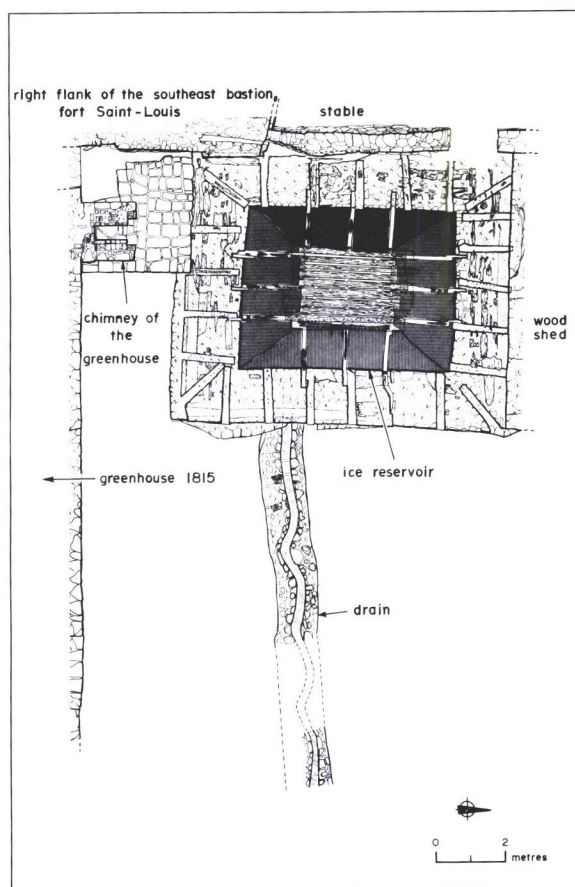 right flank of the southeast bastion,
fort Saint-Louis
stable
chimney of
the
greenhouse
wood
shed
ice reservoir
greenhouse 1815
drain
0 2
metres